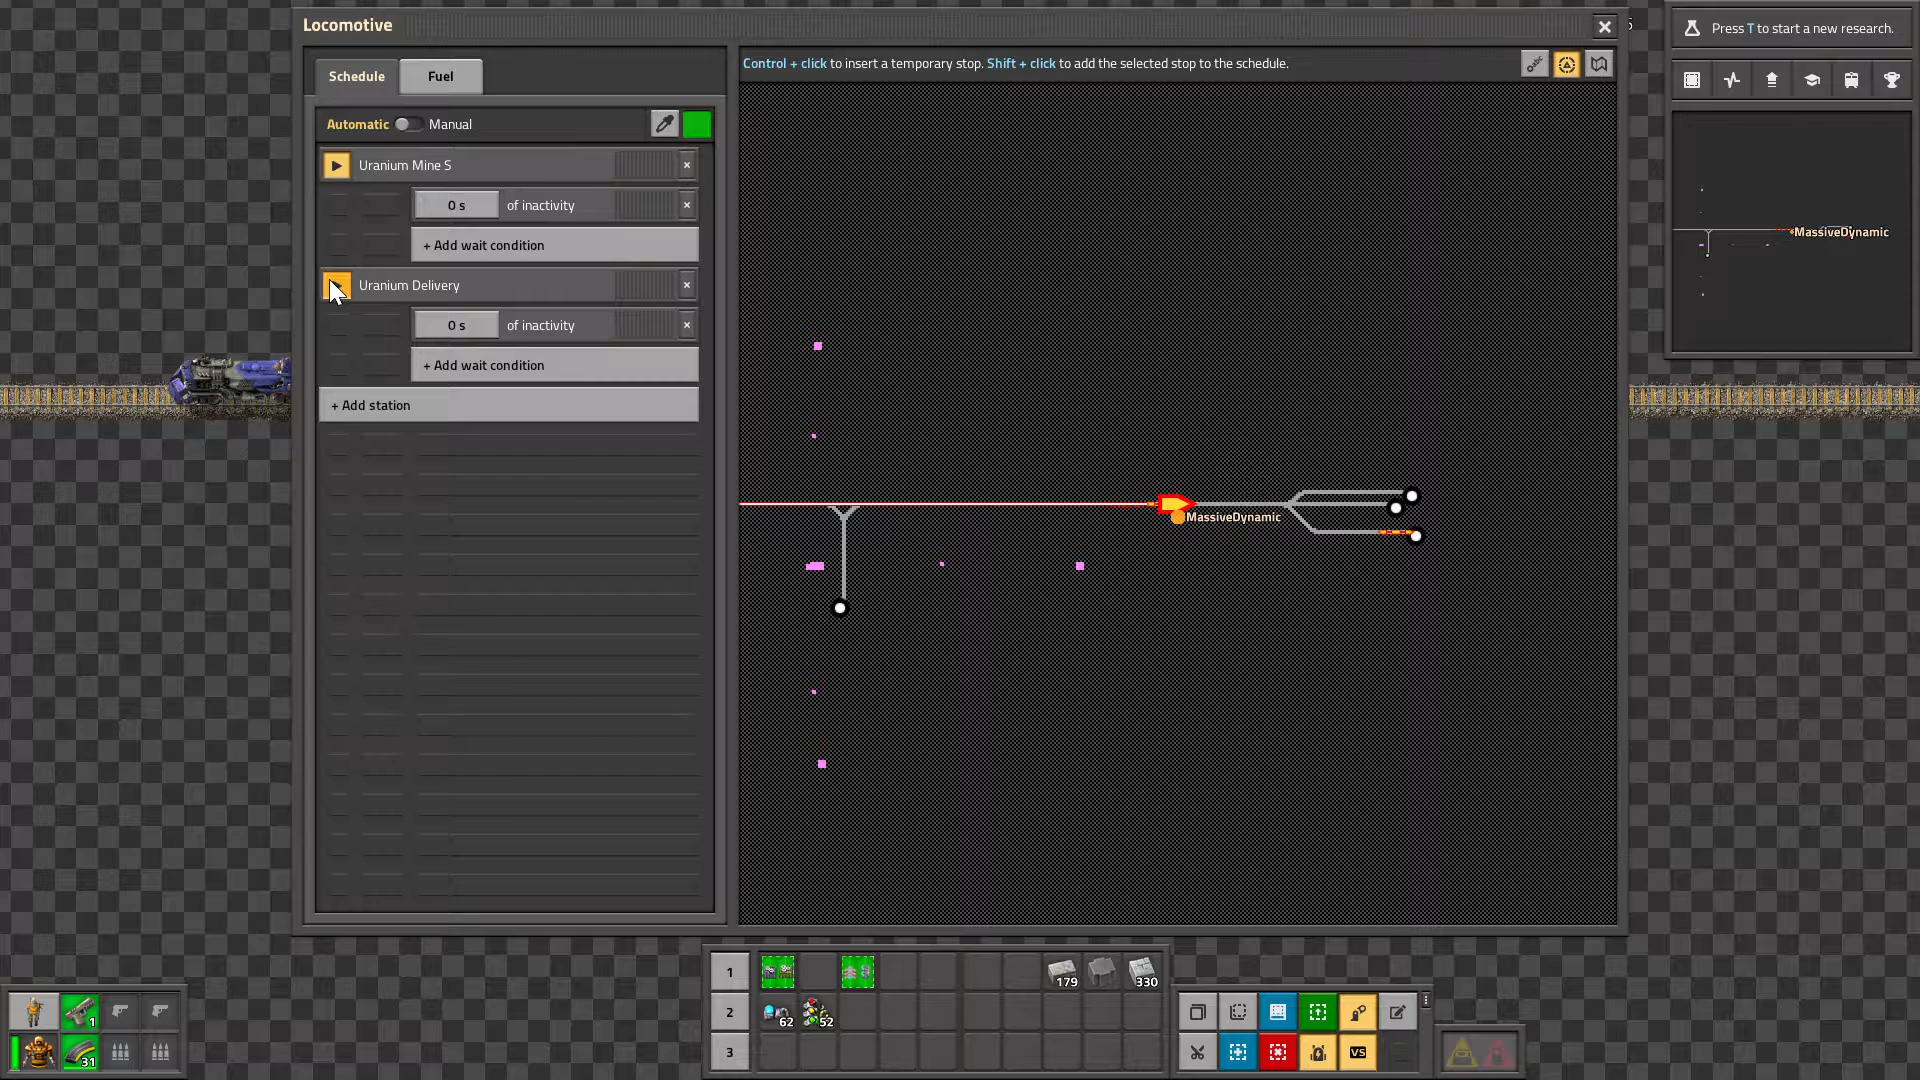 Locomotive
5
Press T to start a new research.
Control + click to insert a temporary stop. Shift + click to add the selected stop to the schedule.
Schedule
Fuel
Automatic
Manual
Uranium Mine S
0 s
of inactivity
+ Add wait condition
Uranium Delivery
0 s
of inactivity
+ Add wait condition
+ Add station
MassiveDynamic
MassiveDynamic
1
179
330
2
62
52
3
1
31
VS